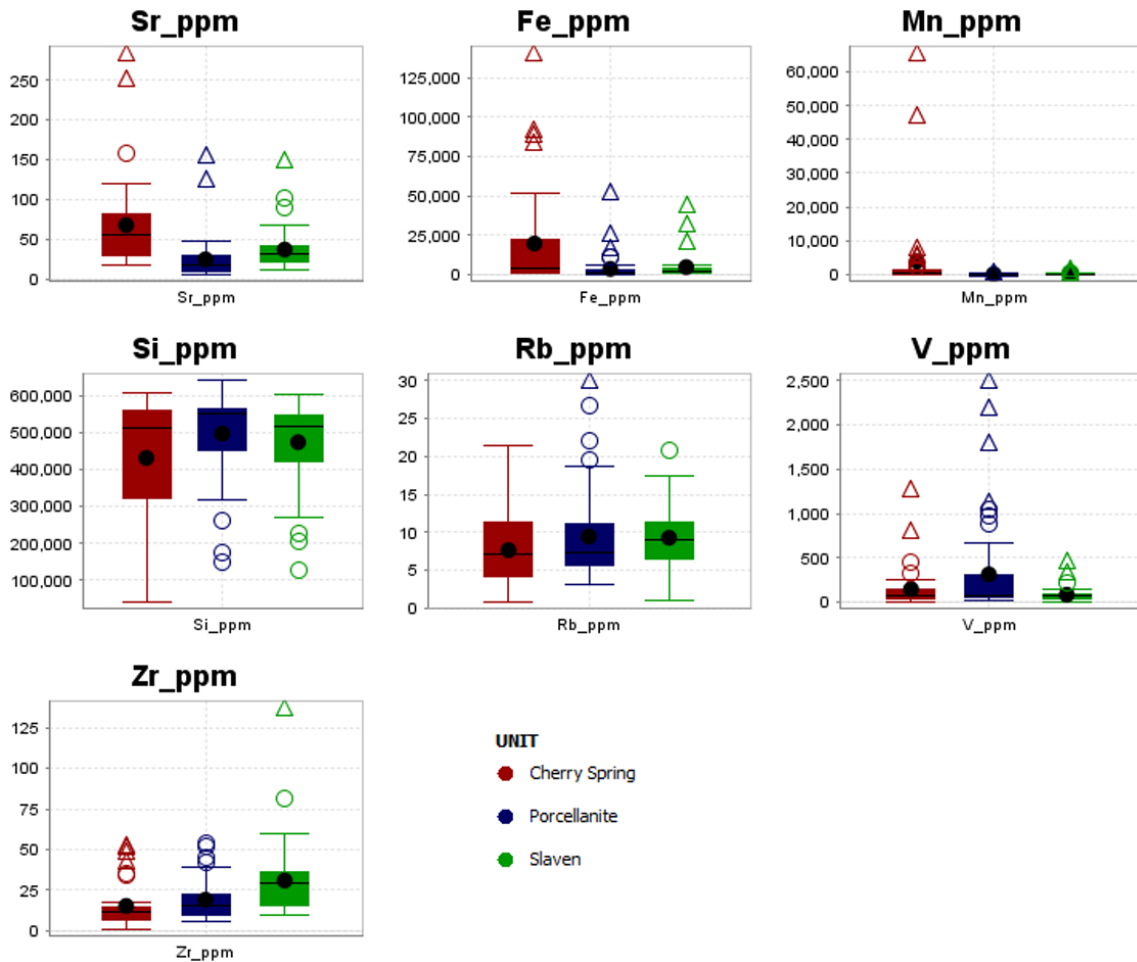 Sr_ppm
250
200
150
100
50
0
Sr_ppm
Fe_ppm
125,000
100,000
75,000
50,000
25,000
0
Fe_ppm
Mn_ppm
60,000
50,000
40,000
30,000
20,000
10,000
0
Mn_ppm
Si_ppm
600,000
500,000
400,000
300,000
200,000
100,000
Si_ppm
Rb_ppm
30
25
20
15
10
5
0
Rb_ppm
V_ppm
2,500
2,000
1,500
1,000
500
0
V_ppm
Zr_ppm
125
100
75
50
25
0
Zr_ppm
UNIT
Cherry Spring
Porcellanite
Slaven